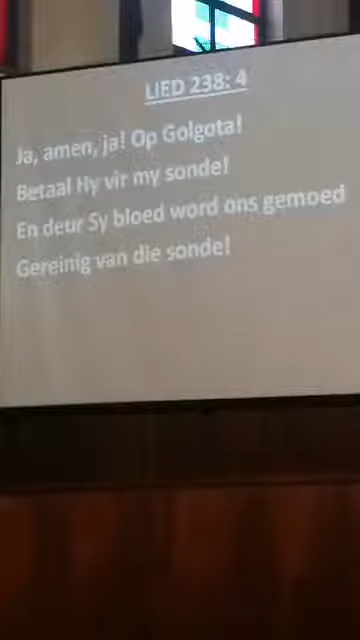 LIED 238: 4
Ja, amen, ja! Op Golgota!
Betaal Hy vir my sonde!
En deur Sy bloed word ons gemoed
Gereinig van die sonde!